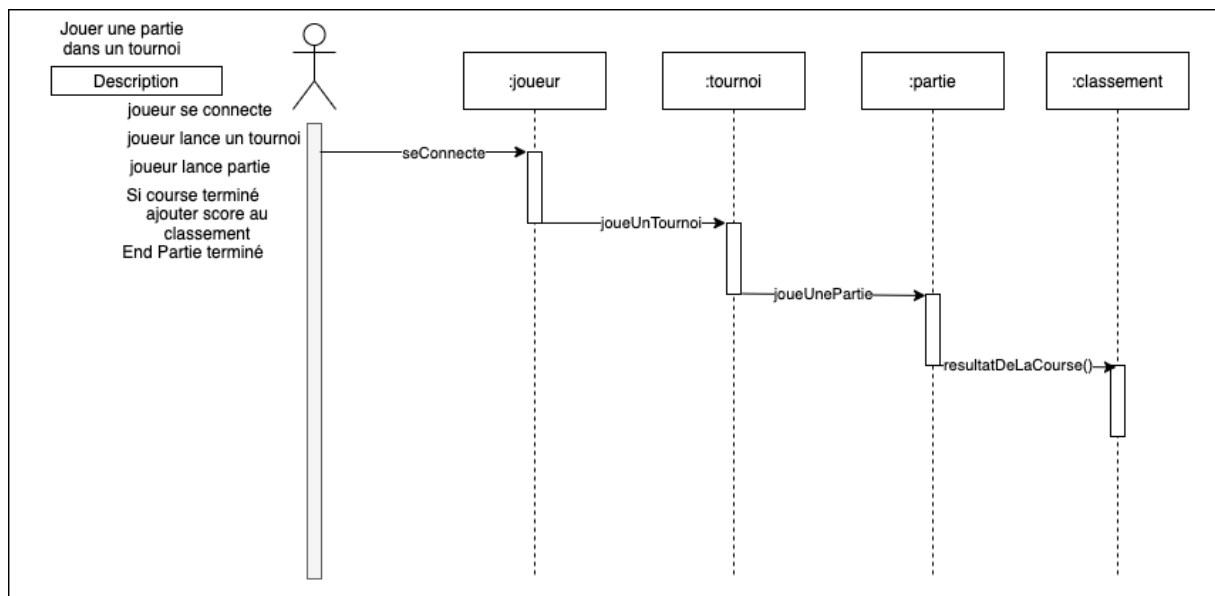 Jouer une partie
dans un tournoi
Description
joueur se connecte
joueur lance un tournoi
joueur lance partie
Si course terminé
ajouter score au
classement
End Partie terminé
:joueur
:tournoi
:partie
:classement
seConnecte
joueUnTournoi
joueUnePartie
resultatDeLaCourse()